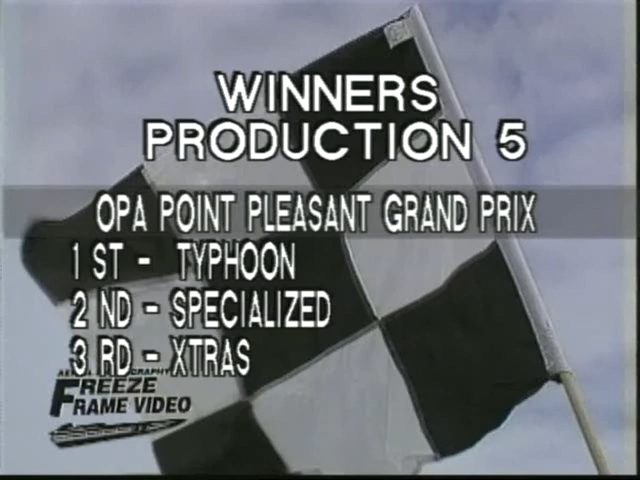 WINNERS
PRODUCTION 5
OPA POINT PLEASANT GRAND PRIX
1 ST - TYPHOON
2 ND - SPECIALIZED
3 RD - XTRAS
FREEZE
FRAME VIDEO